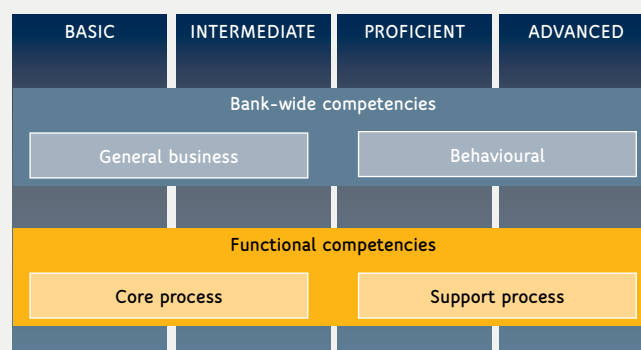 BASIC INTERMEDIATE PROFICIENT ADVANCED
Bank-wide competencies
General business Behavioural
Functional competencies
Core process Support process